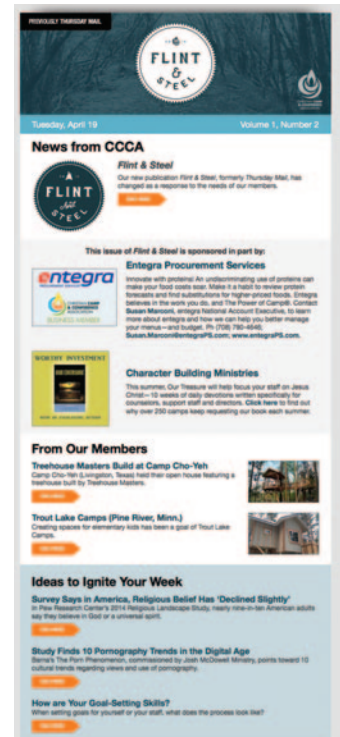 PREVIOUSLY THURSDAY MAIL
FLINT
&
STEEL
Tuesday, April 19
Volume 1, Number 2
News from CCCA
A
FLINT
AND
STEEL
Flint & Steel
Our new publication Flint & Steel, formerly Thursday Mail, has
changed as a response to the needs of our members.
This issue of Flint & Steel is sponsored in part by:
entegra
CHRISTIAN CAMP
& CONFERENCE
ASSOCIATION
BUSINESS MEMBER
Entegra Procurement Services
Innovate with proteins! An undiscriminating use of proteins can
make your food costs soar. Make it a habit to review protein
forecasts and find substitutions for higher-priced foods. Entegra
believes in the work you do, and The Power of Camp®. Contact
Susan Marconi, entegra National Account Executive, to learn
more about entegra and how we can help you better manage
your menus—and budget. Ph (708) 790-4646;
Susan.Marconi@entegraPS.com; www.entegraPS.com.
WORTHY INVESTMENT
Character Building Ministries
This summer, Our Treasure will help focus your staff on Jesus
Christ—10 weeks of daily devotions written specifically for
counselors, support staff and directors. Click here to find out
why over 250 camps keep requesting our book each summer.
From Our Members
Treehouse Masters Build at Camp Cho-Yeh
Camp Cho-Yeh (Livingston, Texas) held their open house featuring a
treehouse built by Treehouse Masters.
Trout Lake Camps (Pine River, Minn.)
Creating spaces for elementary kids has been a goal of Trout Lake
Camps.
Ideas to Ignite Your Week
Survey Says in America, Religious Belief Has 'Declined Slightly'
In Pew Research Center's 2014 Religious Landscape Study, nearly nine-in-ten American adults
say they believe in God or a universal spirit.
Study Finds 10 Pornography Trends in the Digital Age
Barna's The Porn Phenomenon, commissioned by Josh McDowell Ministry, points toward 10
cultural trends regarding views and use of pornography.
How are Your Goal-Setting Skills?
When setting goals for yourself or your staff, what does the process look like?